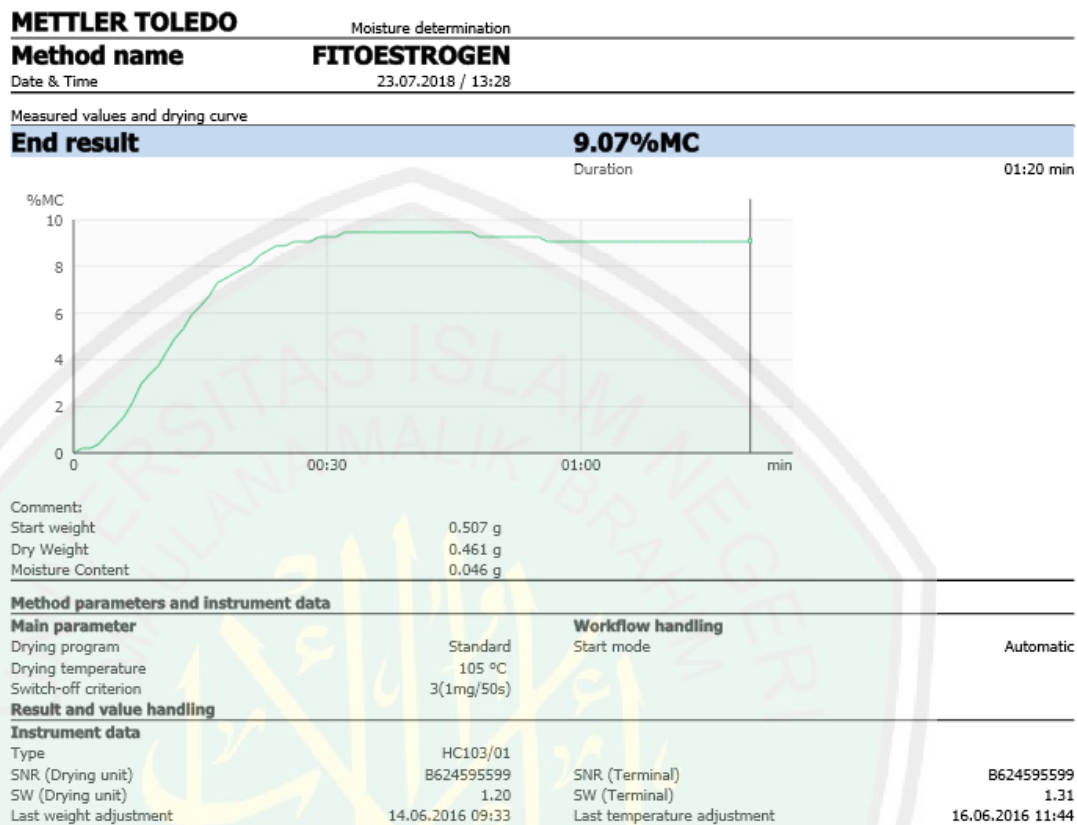 METTLER TOLEDO Moisture determination
Method name FITOESTROGEN
Date & Time 23.07.2018 / 13:28
Measured values and drying curve
End result 9.07%MC
Duration 01:20 min
%MC
10
8
6
4
2
0
0 00:30 01:00 min
Comment:
Start weight 0.507 g
Dry Weight 0.461 g
Moisture Content 0.046 g
Method parameters and instrument data
Main parameter Workflow handling
Drying program Standard Start mode Automatic
Drying temperature 105 ºC
Switch-off criterion 3(1mg/50s)
Result and value handling
Instrument data
Type HC103/01
SNR (Drying unit) B624595599 SNR (Terminal) B624595599
SW (Drying unit) 1.20 SW (Terminal) 1.31
Last weight adjustment 14.06.2016 09:33 Last temperature adjustment 16.06.2016 11:44
ERSITAS ISLAM NEGERI
MAULANA MALIK IBRAHIM